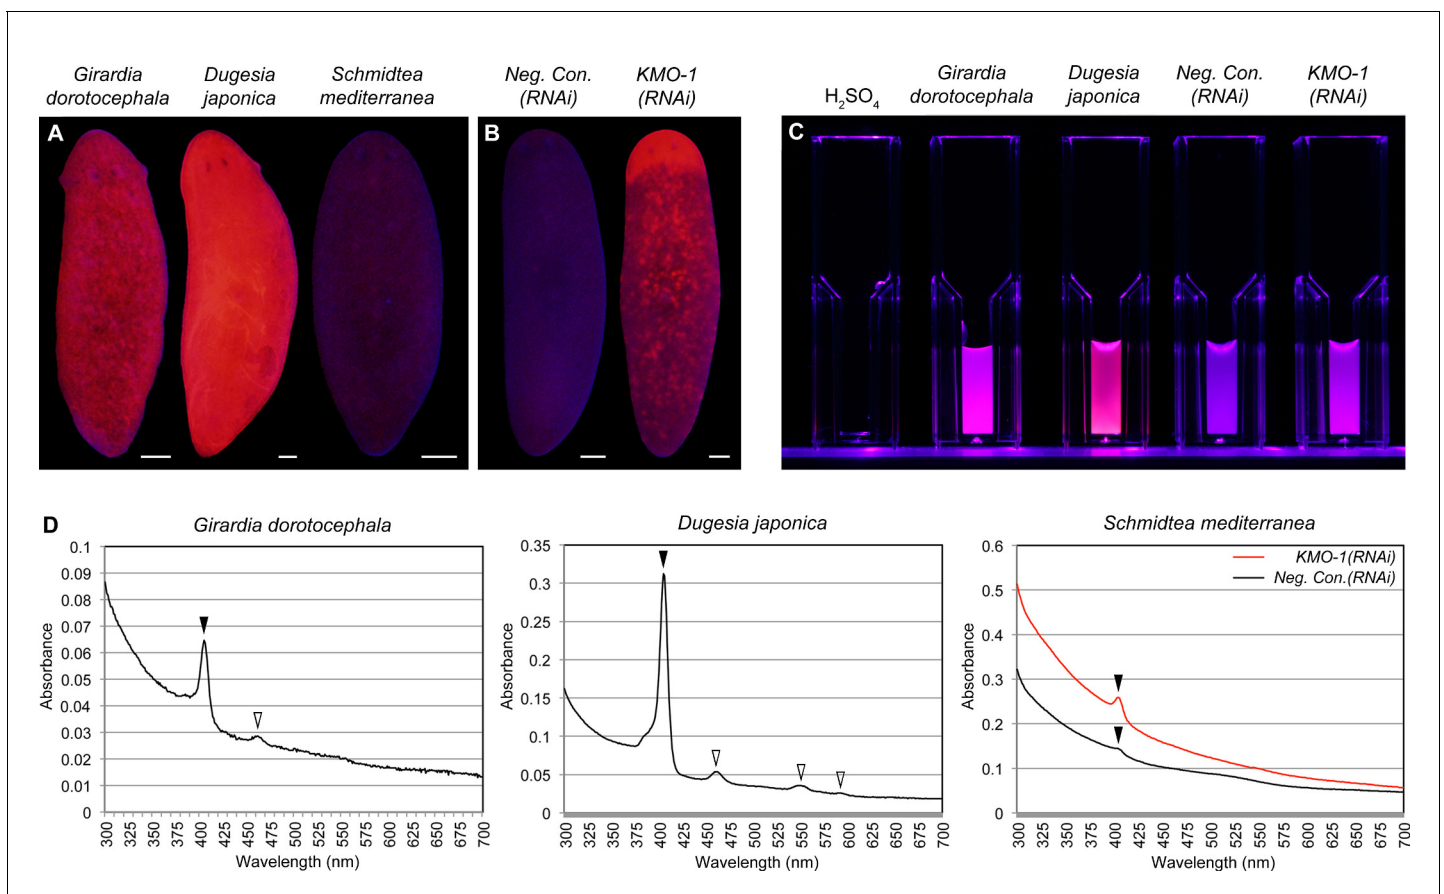 Girardia
dorotocephala
Dugesia
japonica
Schmidtea
mediterranea
Neg. Con.
(RNAi)
KMO-1
(RNAi)
H2SO4
Girardia
dorotocephala
Dugesia
japonica
Neg. Con.
(RNAi)
KMO-1
(RNAi)
A
B
C
D
Girardia dorotocephala
0.1
0.09
0.08
0.07
0.06
0.05
0.04
0.03
0.02
0.01
0
Absorbance
300 325 350 375 400 425 450 475 500 525 550 575 600 625 650 675 700
Wavelength (nm)
Dugesia japonica
0.35
0.3
0.25
0.2
0.15
0.1
0.05
0
Absorbance
300 325 350 375 400 425 450 475 500 525 550 575 600 625 650 675 700
Wavelength (nm)
Schmidtea mediterranea
0.6
0.5
0.4
0.3
0.2
0.1
0
Absorbance
KMO-1(RNAi)
Neg. Con.(RNAi)
300 325 350 375 400 425 450 475 500 525 550 575 600 625 650 675 700
Wavelength (nm)